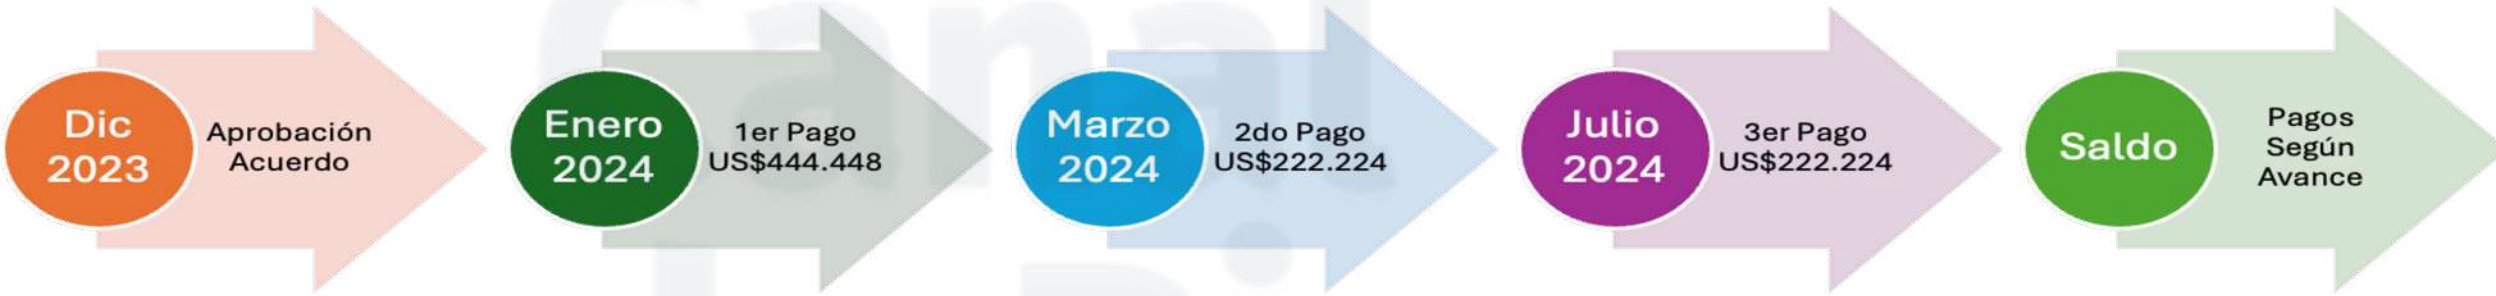 Dic
2023
Aprobación
Acuerdo
Enero
2024
1er Pago
US$444.448
Marzo
2024
2do Pago
US$222.224
Julio
2024
3er Pago
US$222.224
Saldo
Pagos
Según
Avance
Canal